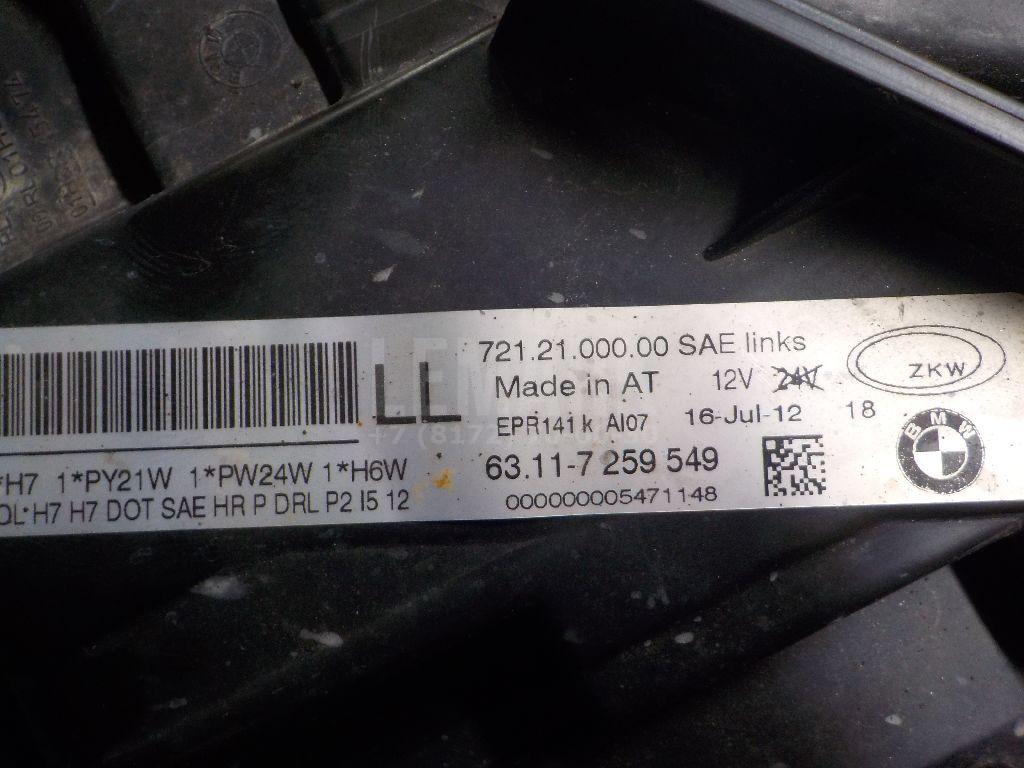 LL
721.21.000.00 SAE links
Made in AT 12V 24V
ZKW
EPR141 k AI07 16-Jul-12 18
BMW
*H7 1*PY21W 1*PW24W 1*H6W
63.11-7 259 549
QL H7 H7 DOT SAE HR P DRL P2 I5 12
000000005471148